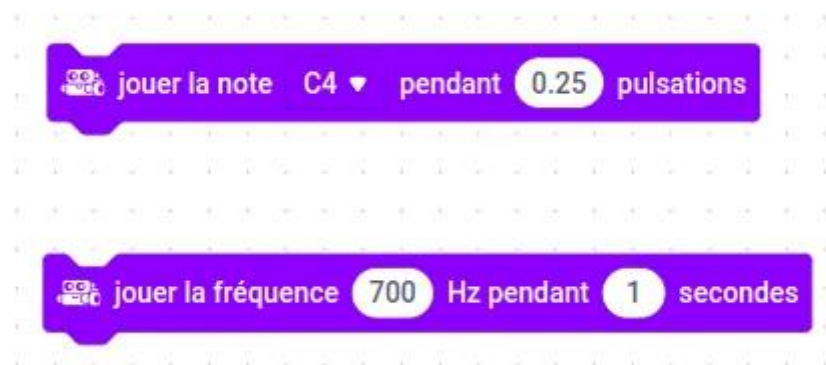 jouer la note C4 pendant 0.25 pulsations
jouer la fréquence 700 Hz pendant 1 secondes